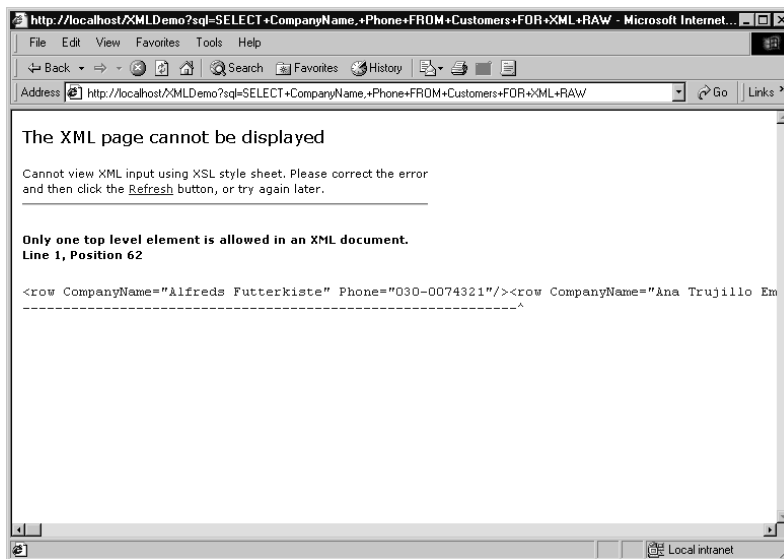 http://localhost/XMLDemo?sql=SELECT+CompanyName,+Phone+FROM+Customers+FOR+XML+RAW - Microsoft Internet...
File Edit View Favorites Tools Help
Back Search Favorites History
Address http://localhost/XMLDemo?sql=SELECT+CompanyName,+Phone+FROM+Customers+FOR+XML+RAW Go Links »
The XML page cannot be displayed
Cannot view XML input using XSL style sheet. Please correct the error
and then click the Refresh button, or try again later.
Only one top level element is allowed in an XML document.
Line 1, Position 62
<row CompanyName="Alfreds Futterkiste" Phone="030-0074321"/><row CompanyName="Ana Trujillo Em
-------------------------------------------------------------^
Local intranet